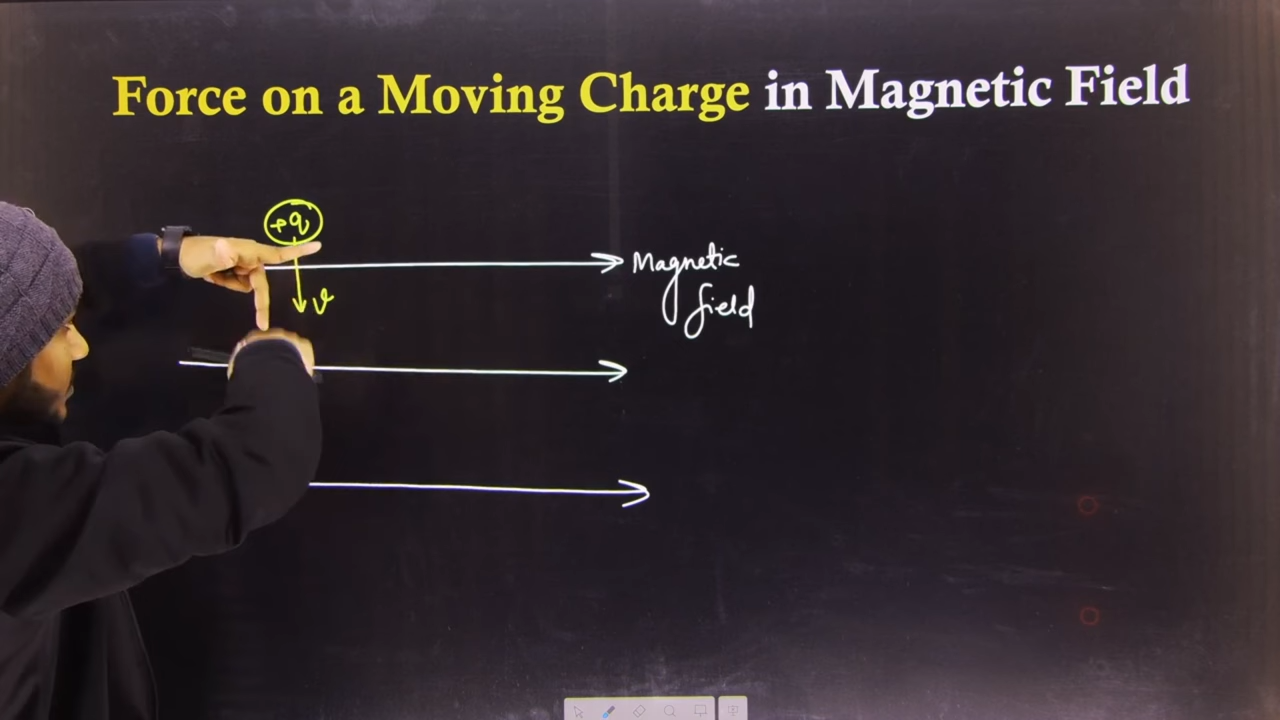 Force on a Moving Charge in Magnetic Field
+q
v
Magnetic
field